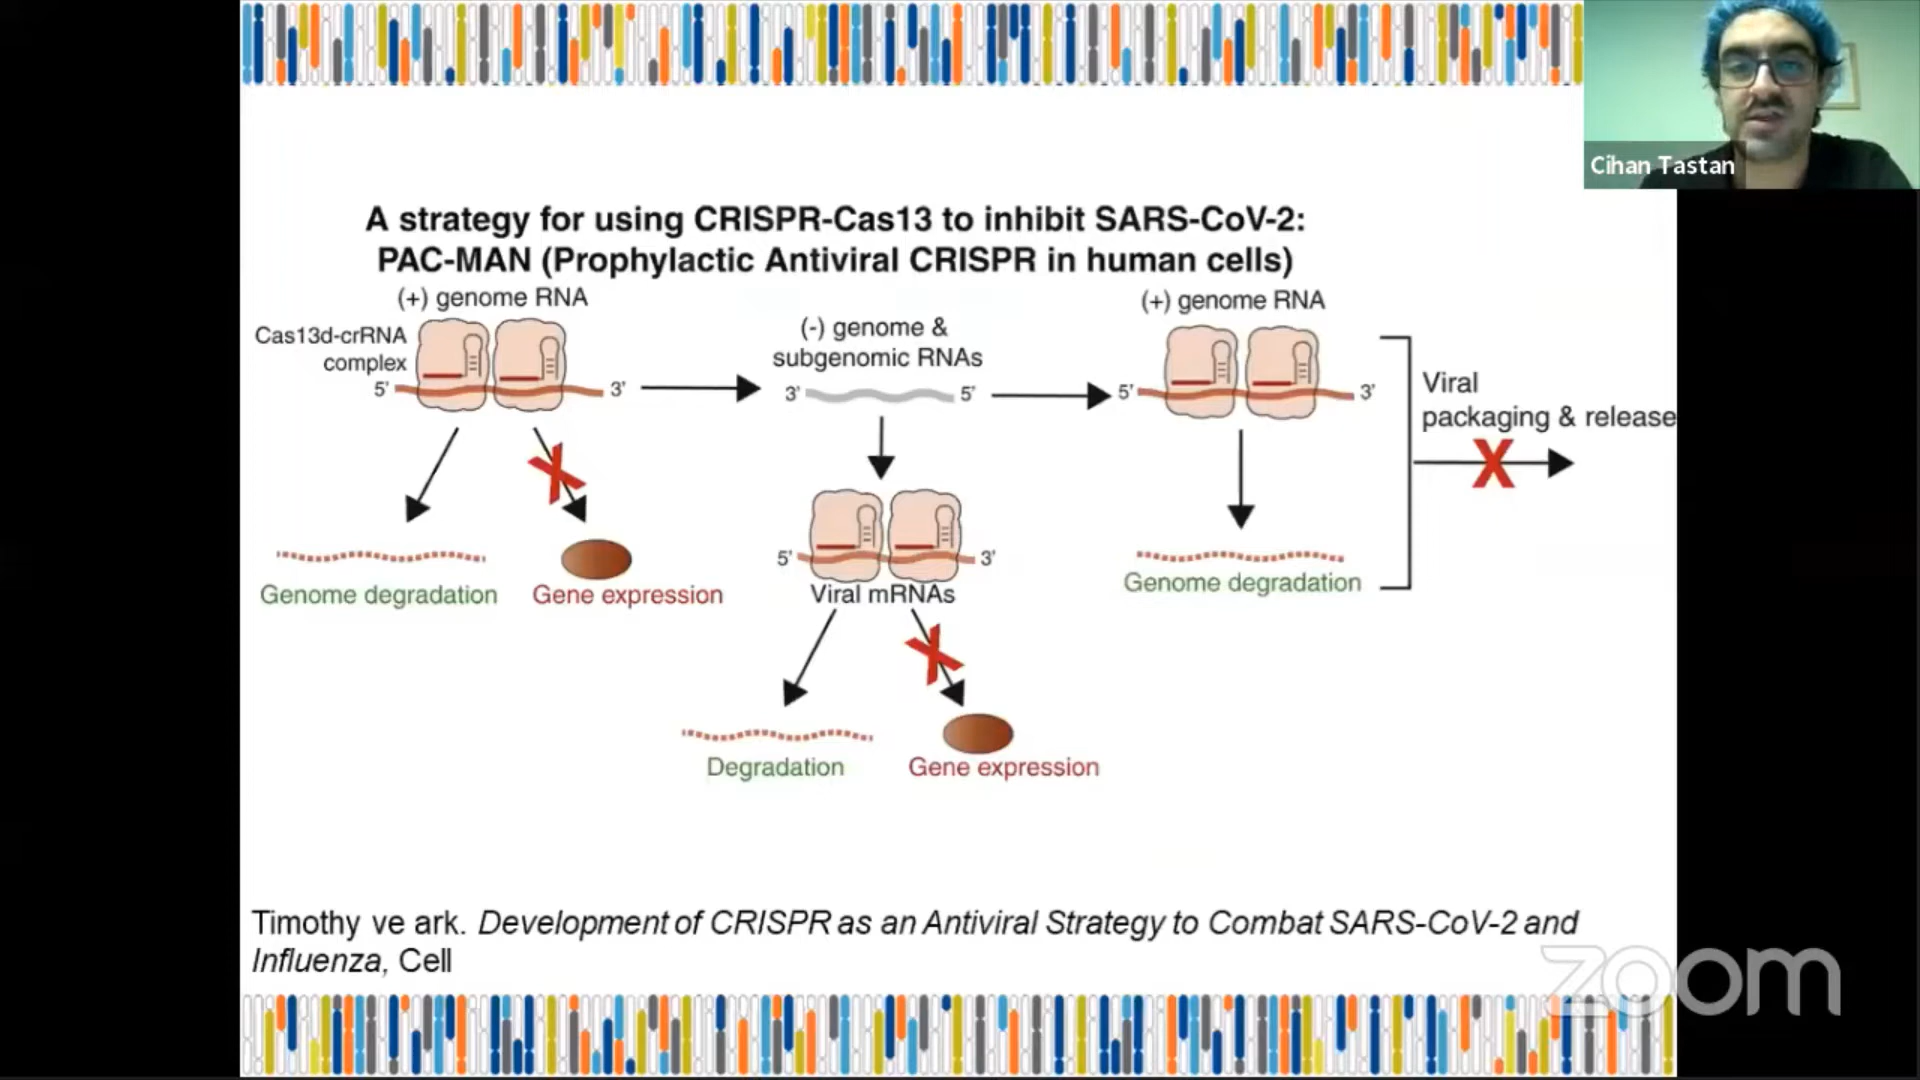 Cihan Tastan
A strategy for using CRISPR-Cas13 to inhibit SARS-CoV-2:
PAC-MAN (Prophylactic Antiviral CRISPR in human cells)
(+) genome RNA
Cas13d-crRNA
complex
5'
3'
(-) genome &
subgenomic RNAs
3'
5'
(+) genome RNA
5'
3'
Viral
packaging & release
X
X
Genome degradation
Gene expression
5'
3'
Viral mRNAs
Genome degradation
X
Degradation
Gene expression
Timothy ve ark. Development of CRISPR as an Antiviral Strategy to Combat SARS-CoV-2 and
Influenza, Cell
zoom